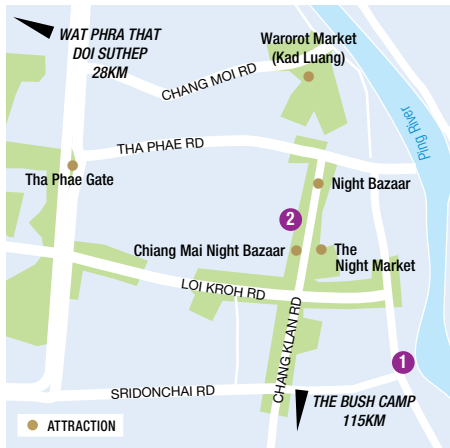 WAT PHRA THAT
DOI SUTHEP
28KM
Warorot Market
(Kad Luang)
CHANG MOI RD
Ping River
THA PHAE RD
Tha Phae Gate
Night Bazaar
2
Chiang Mai Night Bazaar
The
Night Market
LOI KROH RD
CHANG KLAN RD
1
SRIDONCHAI RD
THE BUSH CAMP
115KM
ATTRACTION